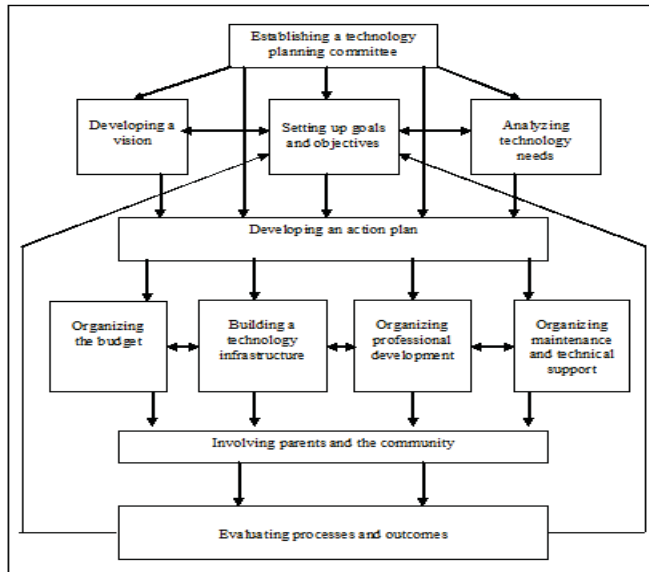 Establishing a technology
planning committee
Developing a
vision
Setting up goals
and objectives
Analyzing
technology
needs
Developing an action plan
Organizing
the budget
Building a
technology
infrastructure
Organizing
professional
development
Organizing
maintenance
and technical
support
Involving parents and the community
Evaluating processes and outcomes